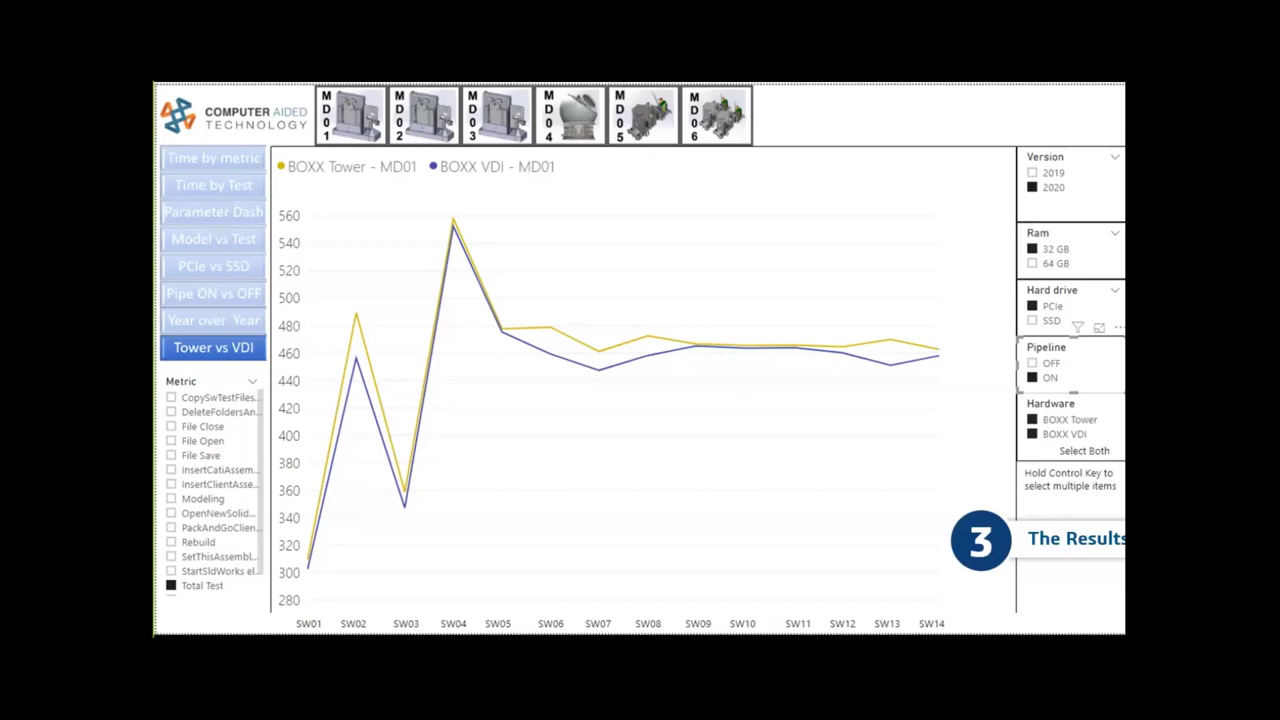 COMPUTER AIDED
TECHNOLOGY
MD01
MD02
MD03
MD04
MD05
MD06
Time by metric
Time by Test
Parameter Dash
Model vs Test
PCIe vs SSD
Pipe ON vs OFF
Year over Year
Tower vs VDI
Metric
CopySwTestFiles...
DeleteFoldersAn...
File Close
File Open
File Save
InsertCatiAssem...
InsertClientAsse...
Modeling
OpenNewSolid...
PackAndGoClien...
Rebuild
SetThisAssembl...
StartSldWorks el...
Total Test
BOXX Tower - MD01 BOXX VDI - MD01
560
540
520
500
480
460
440
420
400
380
360
340
320
300
280
SW01 SW02 SW03 SW04 SW05 SW06 SW07 SW08 SW09 SW10 SW11 SW12 SW13 SW14
Version
2019
2020
Ram
32 GB
64 GB
Hard drive
PCIe
SSD
Pipeline
OFF
ON
Hardware
BOXX Tower
BOXX VDI
Select Both
Hold Control Key to
select multiple items
3 The Results